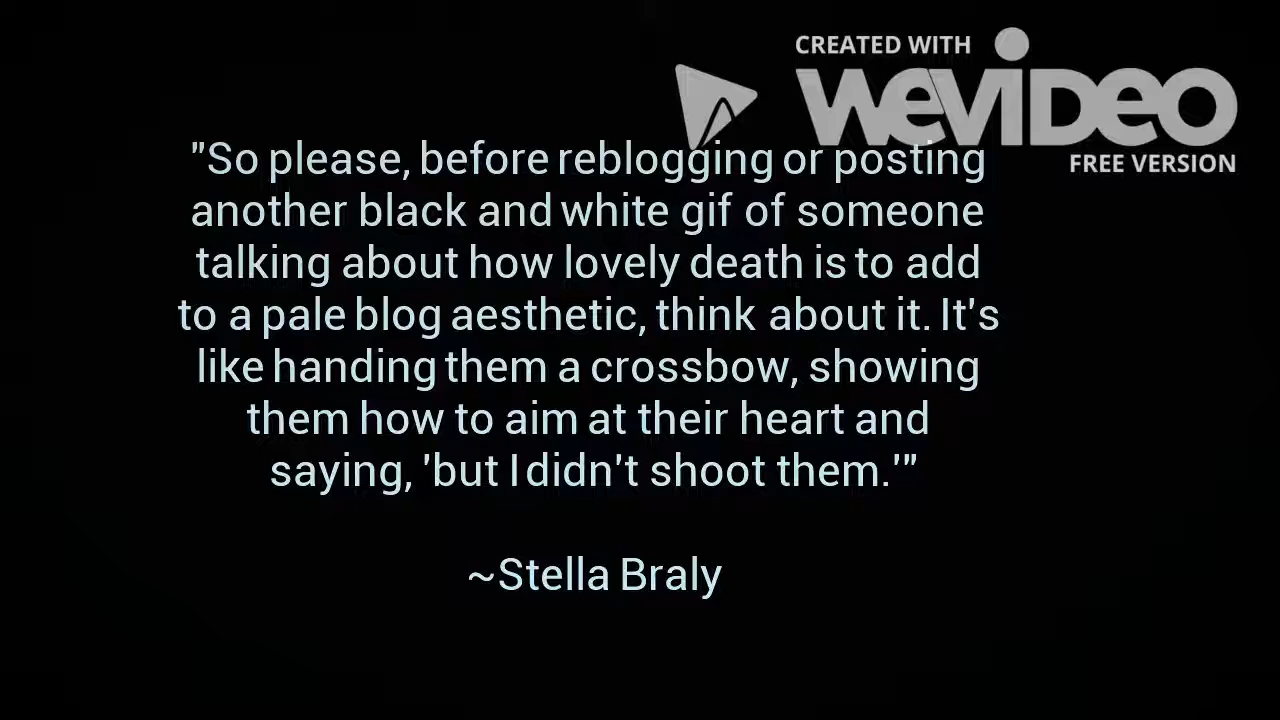 CREATED WITH
WEVIDEO
FREE VERSION
"So please, before reblogging or posting
another black and white gif of someone
talking about how lovely death is to add
to a pale blog aesthetic, think about it. It's
like handing them a crossbow, showing
them how to aim at their heart and
saying, 'but I didn't shoot them.'"
~Stella Braly